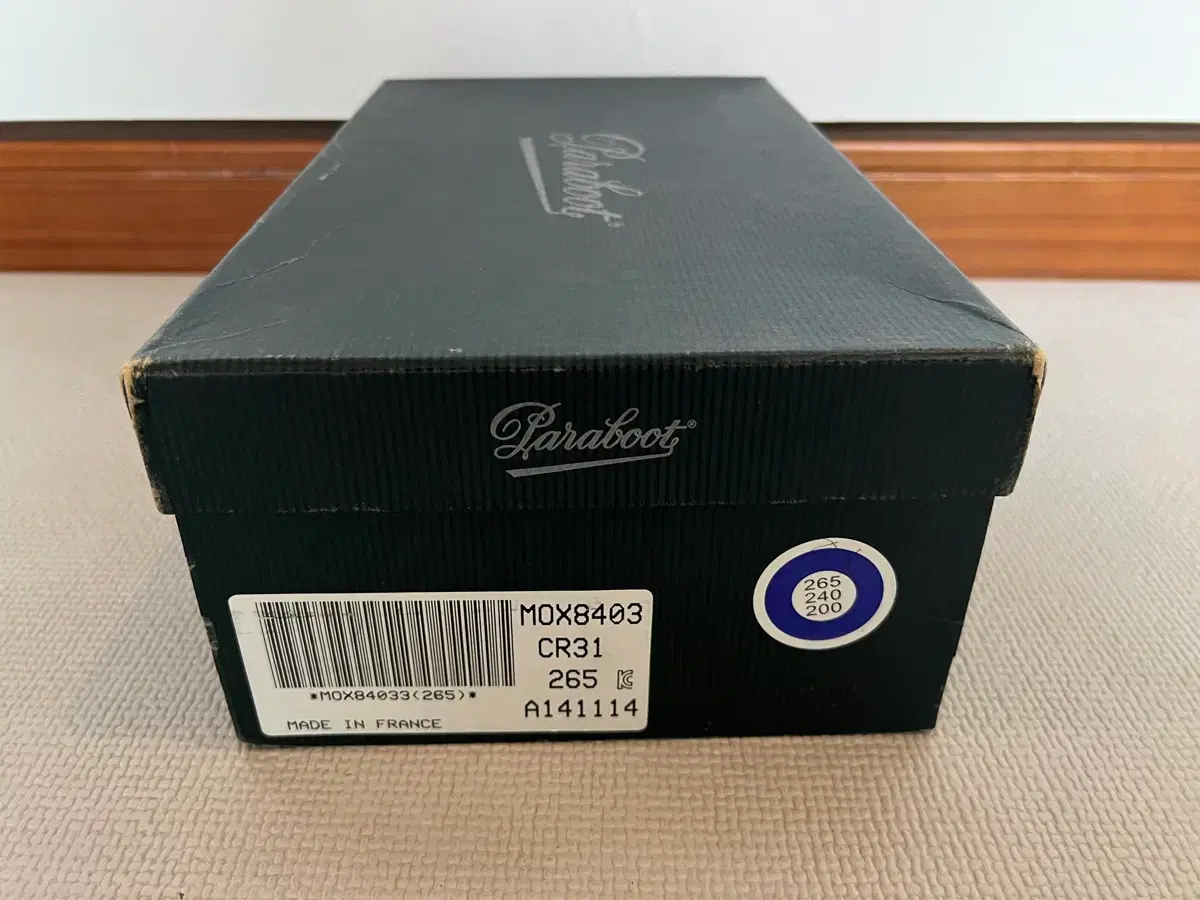 Paraboot®
Paraboot®
MOX8403
CR31
265
A141114
*MOX84033(265)*
MADE IN FRANCE
265
240
200